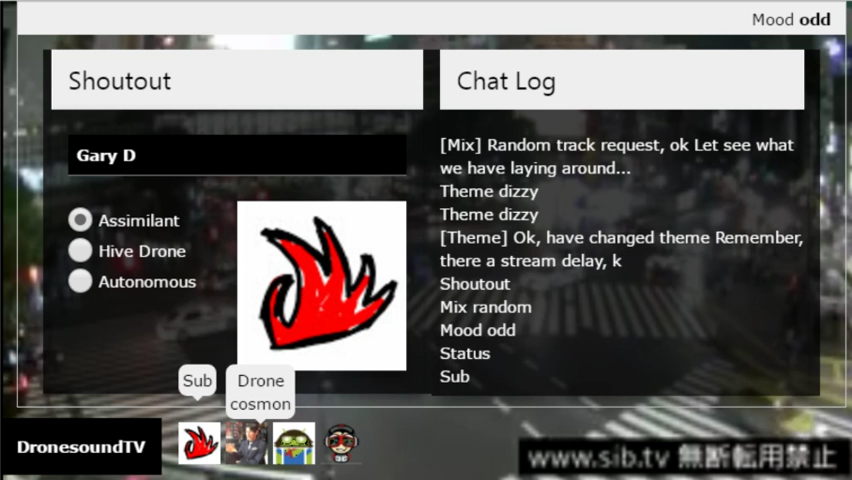 Mood odd
Shoutout
Gary D
Assimilant
Hive Drone
Autonomous
Chat Log
[Mix] Random track request, ok Let see what
we have laying around...
Theme dizzy
Theme dizzy
[Theme] Ok, have changed theme Remember,
there a stream delay, k
Shoutout
Mix random
Mood odd
Status
Sub
Sub
Drone
cosmon
DronesoundTV
www.sib.tv 無断転用禁止